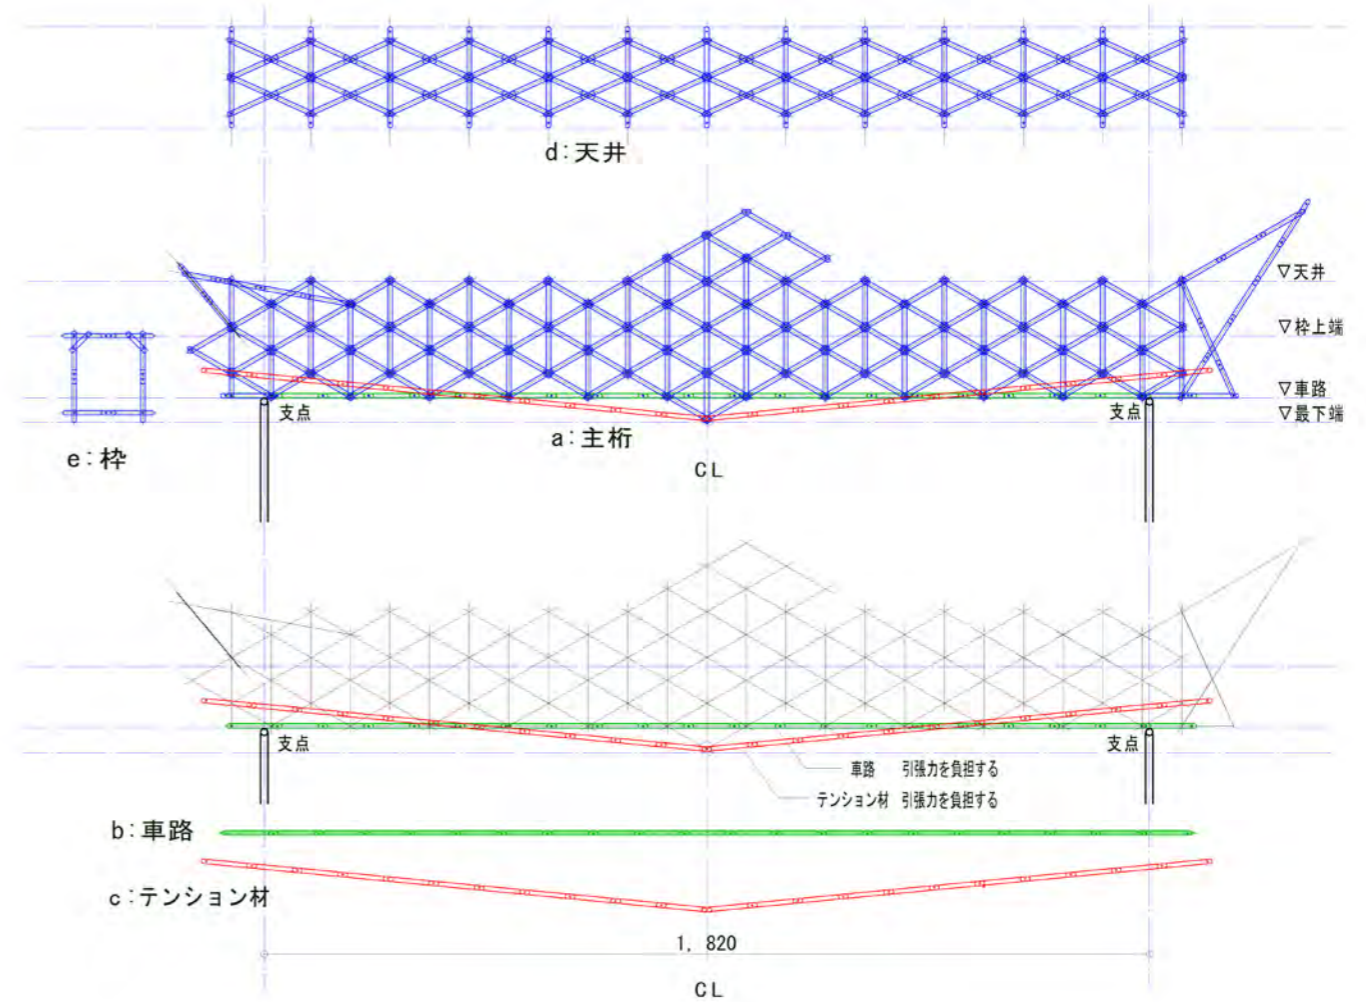 d:天井
▽天井
▽枠上端
▽車路
▽最下端
支点
支点
a:主桁
e:枠
CL
支点
支点
車路 引張力を負担する
テンション材 引張力を負担する
b:車路
c:テンション材
1, 820
CL